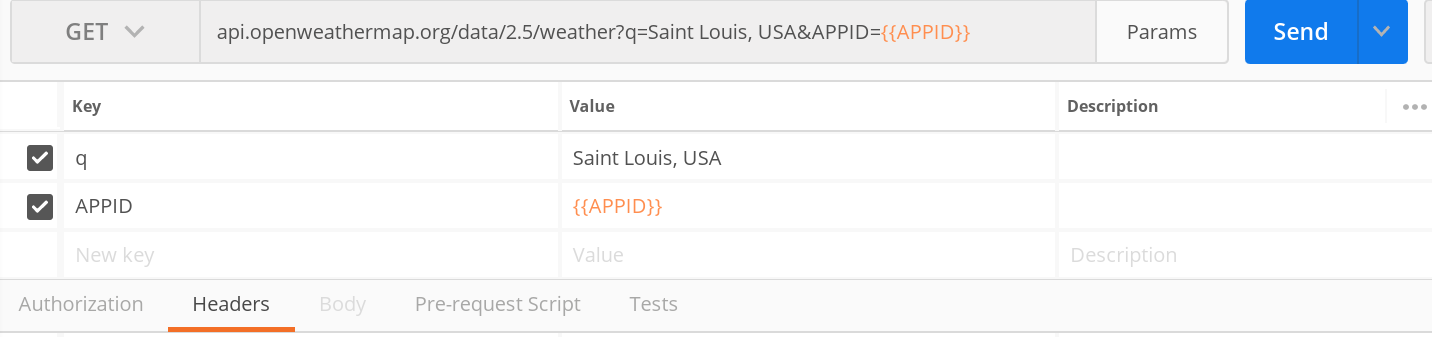 GET api.openweathermap.org/data/2.5/weather?q=Saint Louis, USA&APPID={{APPID}} Params Send
Key Value Description
q Saint Louis, USA
APPID {{APPID}}
New key Value Description
Authorization Headers Body Pre-request Script Tests